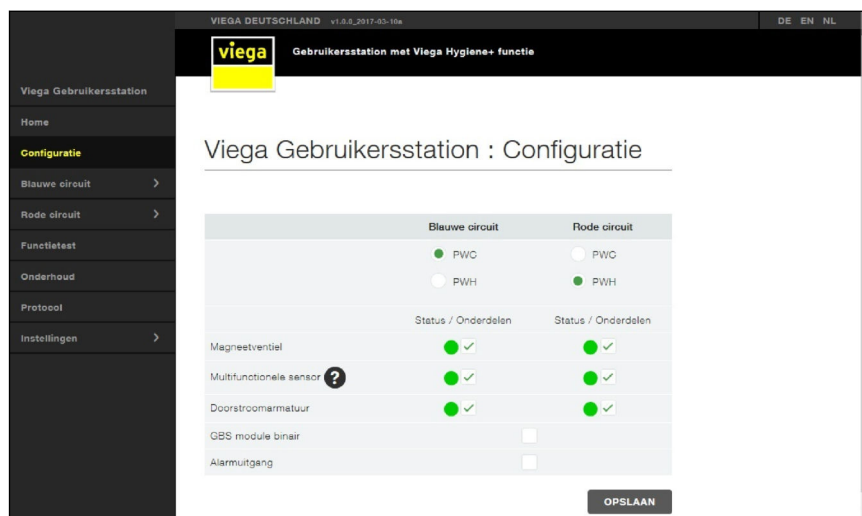 VIEGA DEUTSCHLAND v1.0.0_2017-03-10a
DE EN NL
viega
Gebruikersstation met Viega Hygiene+ functie
Viega Gebruikersstation
Home
Configuratie
Blauwe circuit
Rode circuit
Functietest
Onderhoud
Protocol
Instellingen
Viega Gebruikersstation : Configuratie
Blauwe circuit Rode circuit
PWC PWC
PWH PWH
Status / Onderdelen Status / Onderdelen
Magneetventiel
Multifunctionele sensor ?
Doorstroomarmatuur
GBS module binair
Alarmuitgang
OPSLAAN